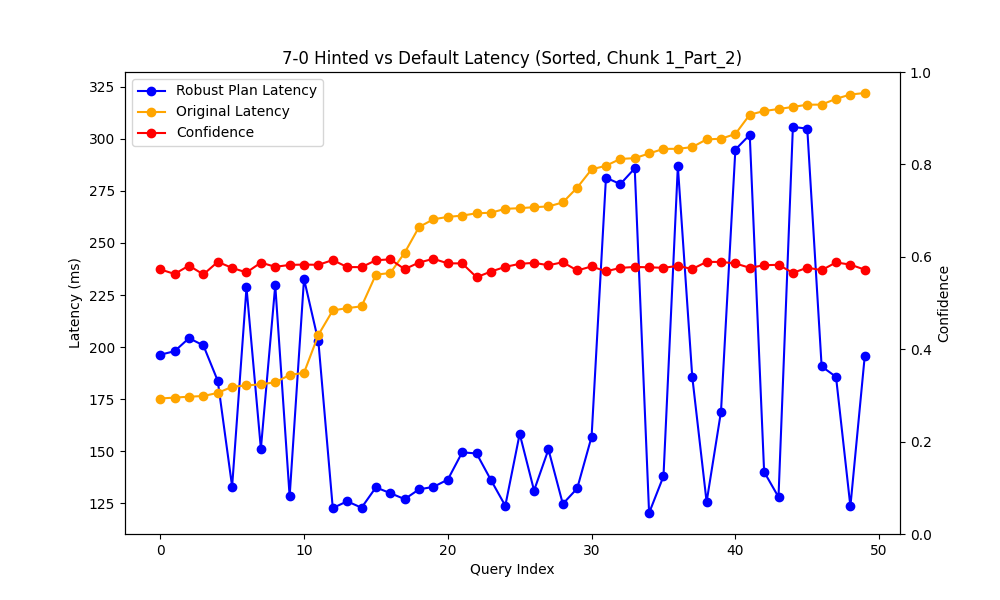 7-0 Hinted vs Default Latency (Sorted, Chunk 1_Part_2)
Robust Plan Latency
Original Latency
Confidence
325
300
275
250
225
200
175
150
125
Latency (ms)
1.0
0.8
0.6
0.4
0.2
0.0
Confidence
0 10 20 30 40 50
Query Index